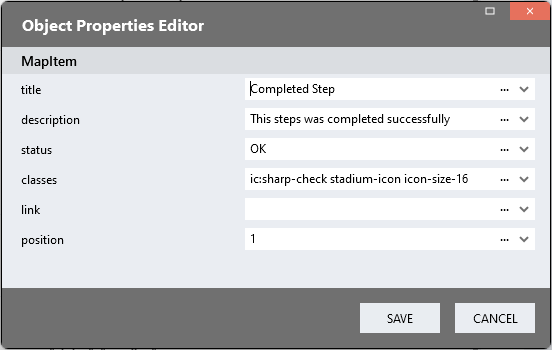 Object Properties Editor
MapItem
title Completed Step ...
description This steps was completed successfully ...
status OK ...
classes ic:sharp-check stadium-icon icon-size-16 ...
link ...
position 1 ...
SAVE CANCEL